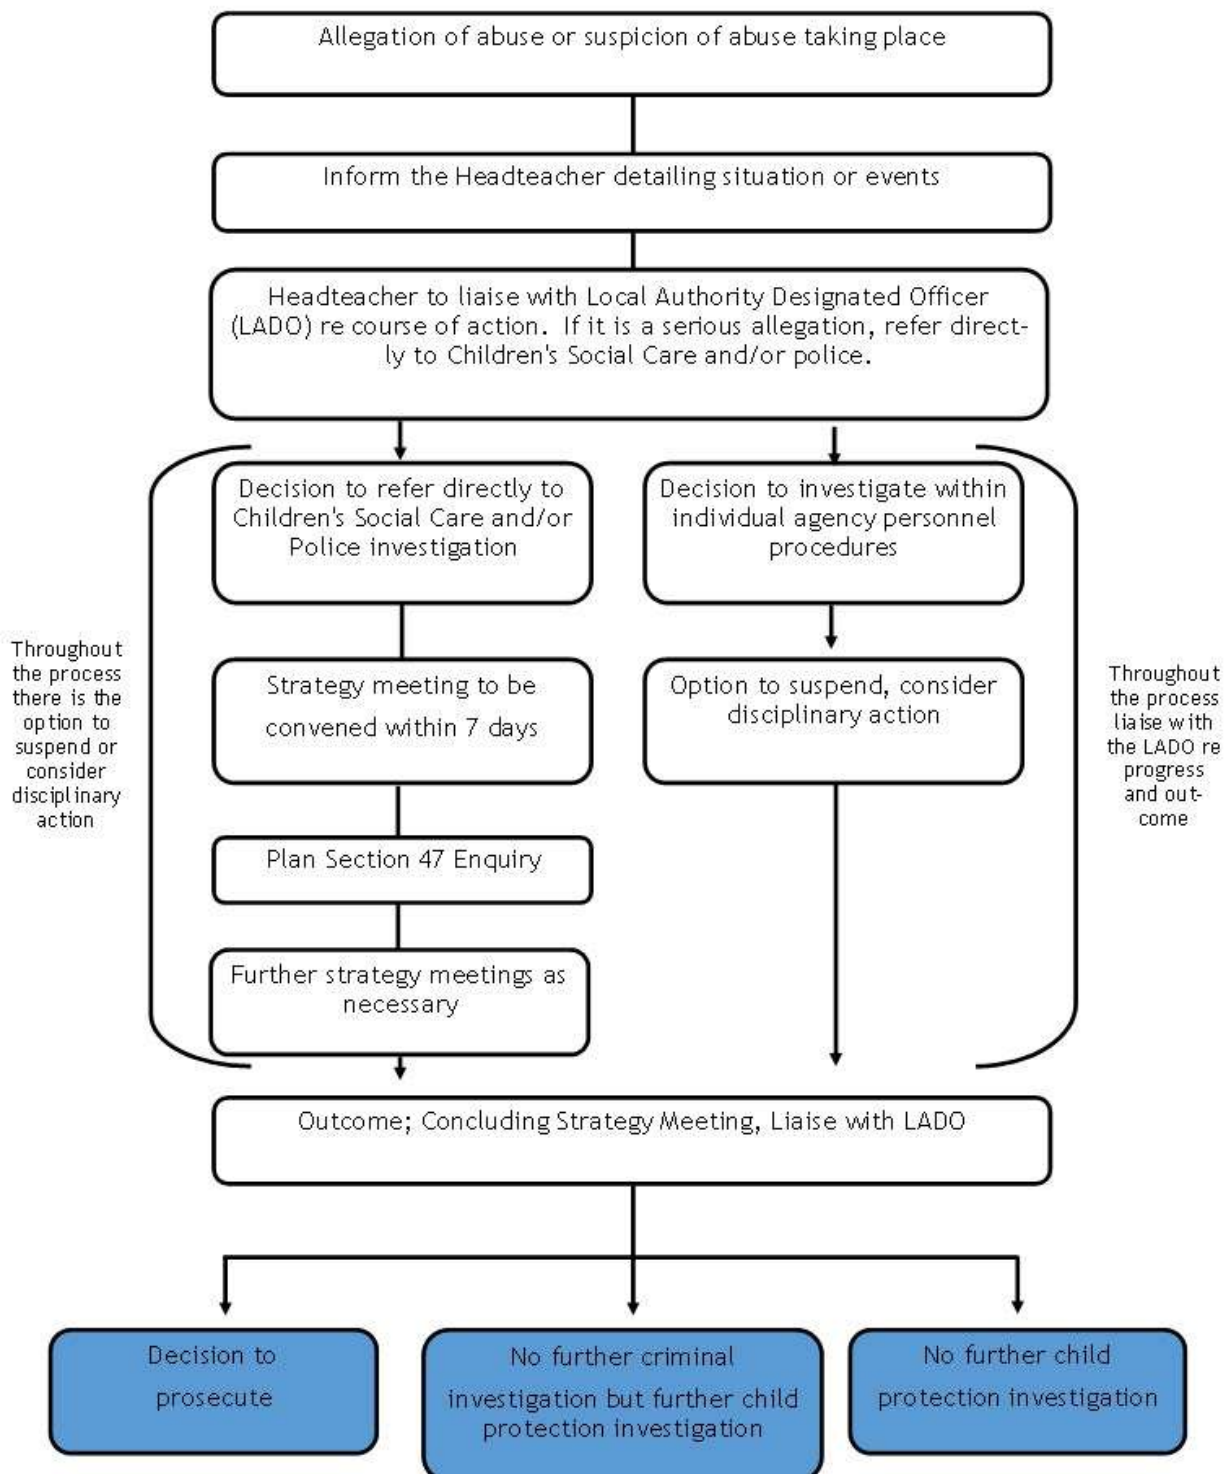 Allegation of abuse or suspicion of abuse taking place
Inform the Headteacher detailing situation or events
Headteacher to liaise with Local Authority Designated Officer
(LADO) re course of action.  If it is a serious allegation, refer direct-
ly to Children's Social Care and/or police.
Decision to refer directly to
Children's Social Care and/or
Police investigation
Decision to investigate within
individual agency personnel
procedures
Throughout
the process
there is the
option to
suspend or
consider
disciplinary
action
Strategy meeting to be
convened within 7 days
Option to suspend, consider
disciplinary action
Throughout
the process
liaise with
the LADO re
progress
and out-
come
Plan Section 47 Enquiry
Further strategy meetings as
necessary
Outcome; Concluding Strategy Meeting, Liaise with LADO
Decision to
prosecute
No further criminal
investigation but further child
protection investigation
No further child
protection investigation